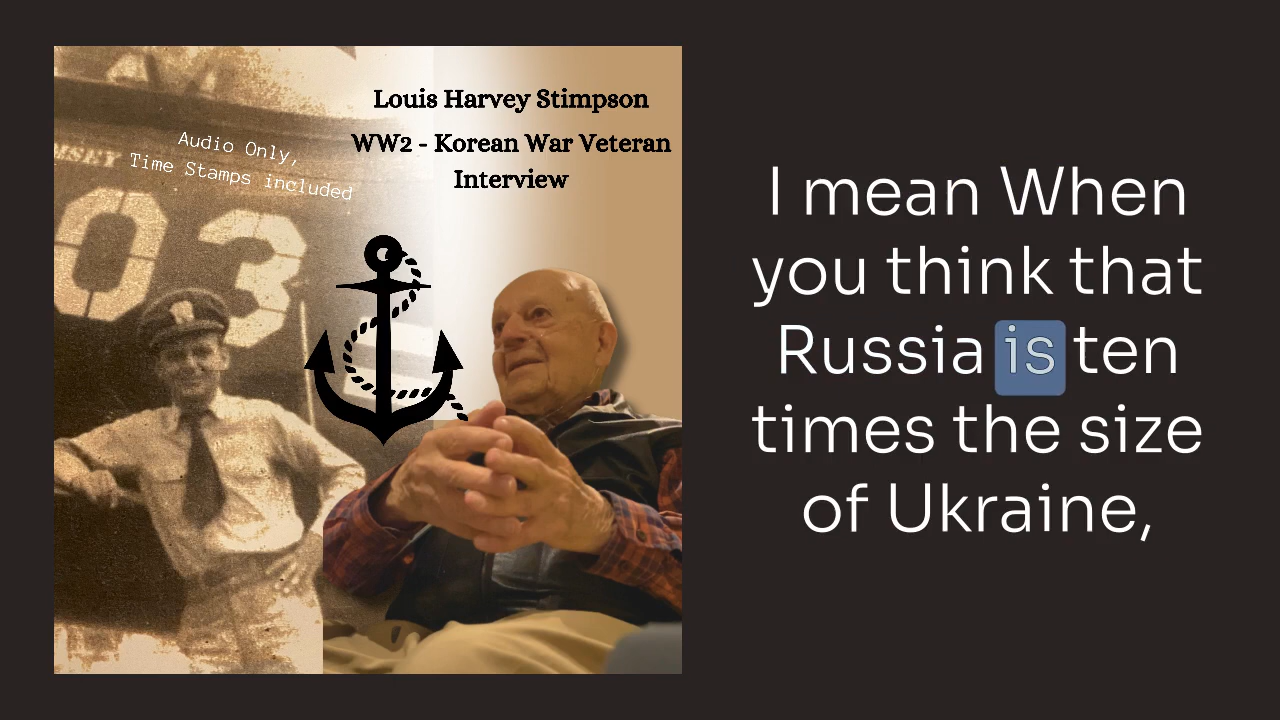 Louis Harvey Stimpson
WW2 - Korean War Veteran
Interview
Audio Only,
Time Stamps included
MSEY
03
I mean When
you think that
Russia is ten
times the size
of Ukraine,